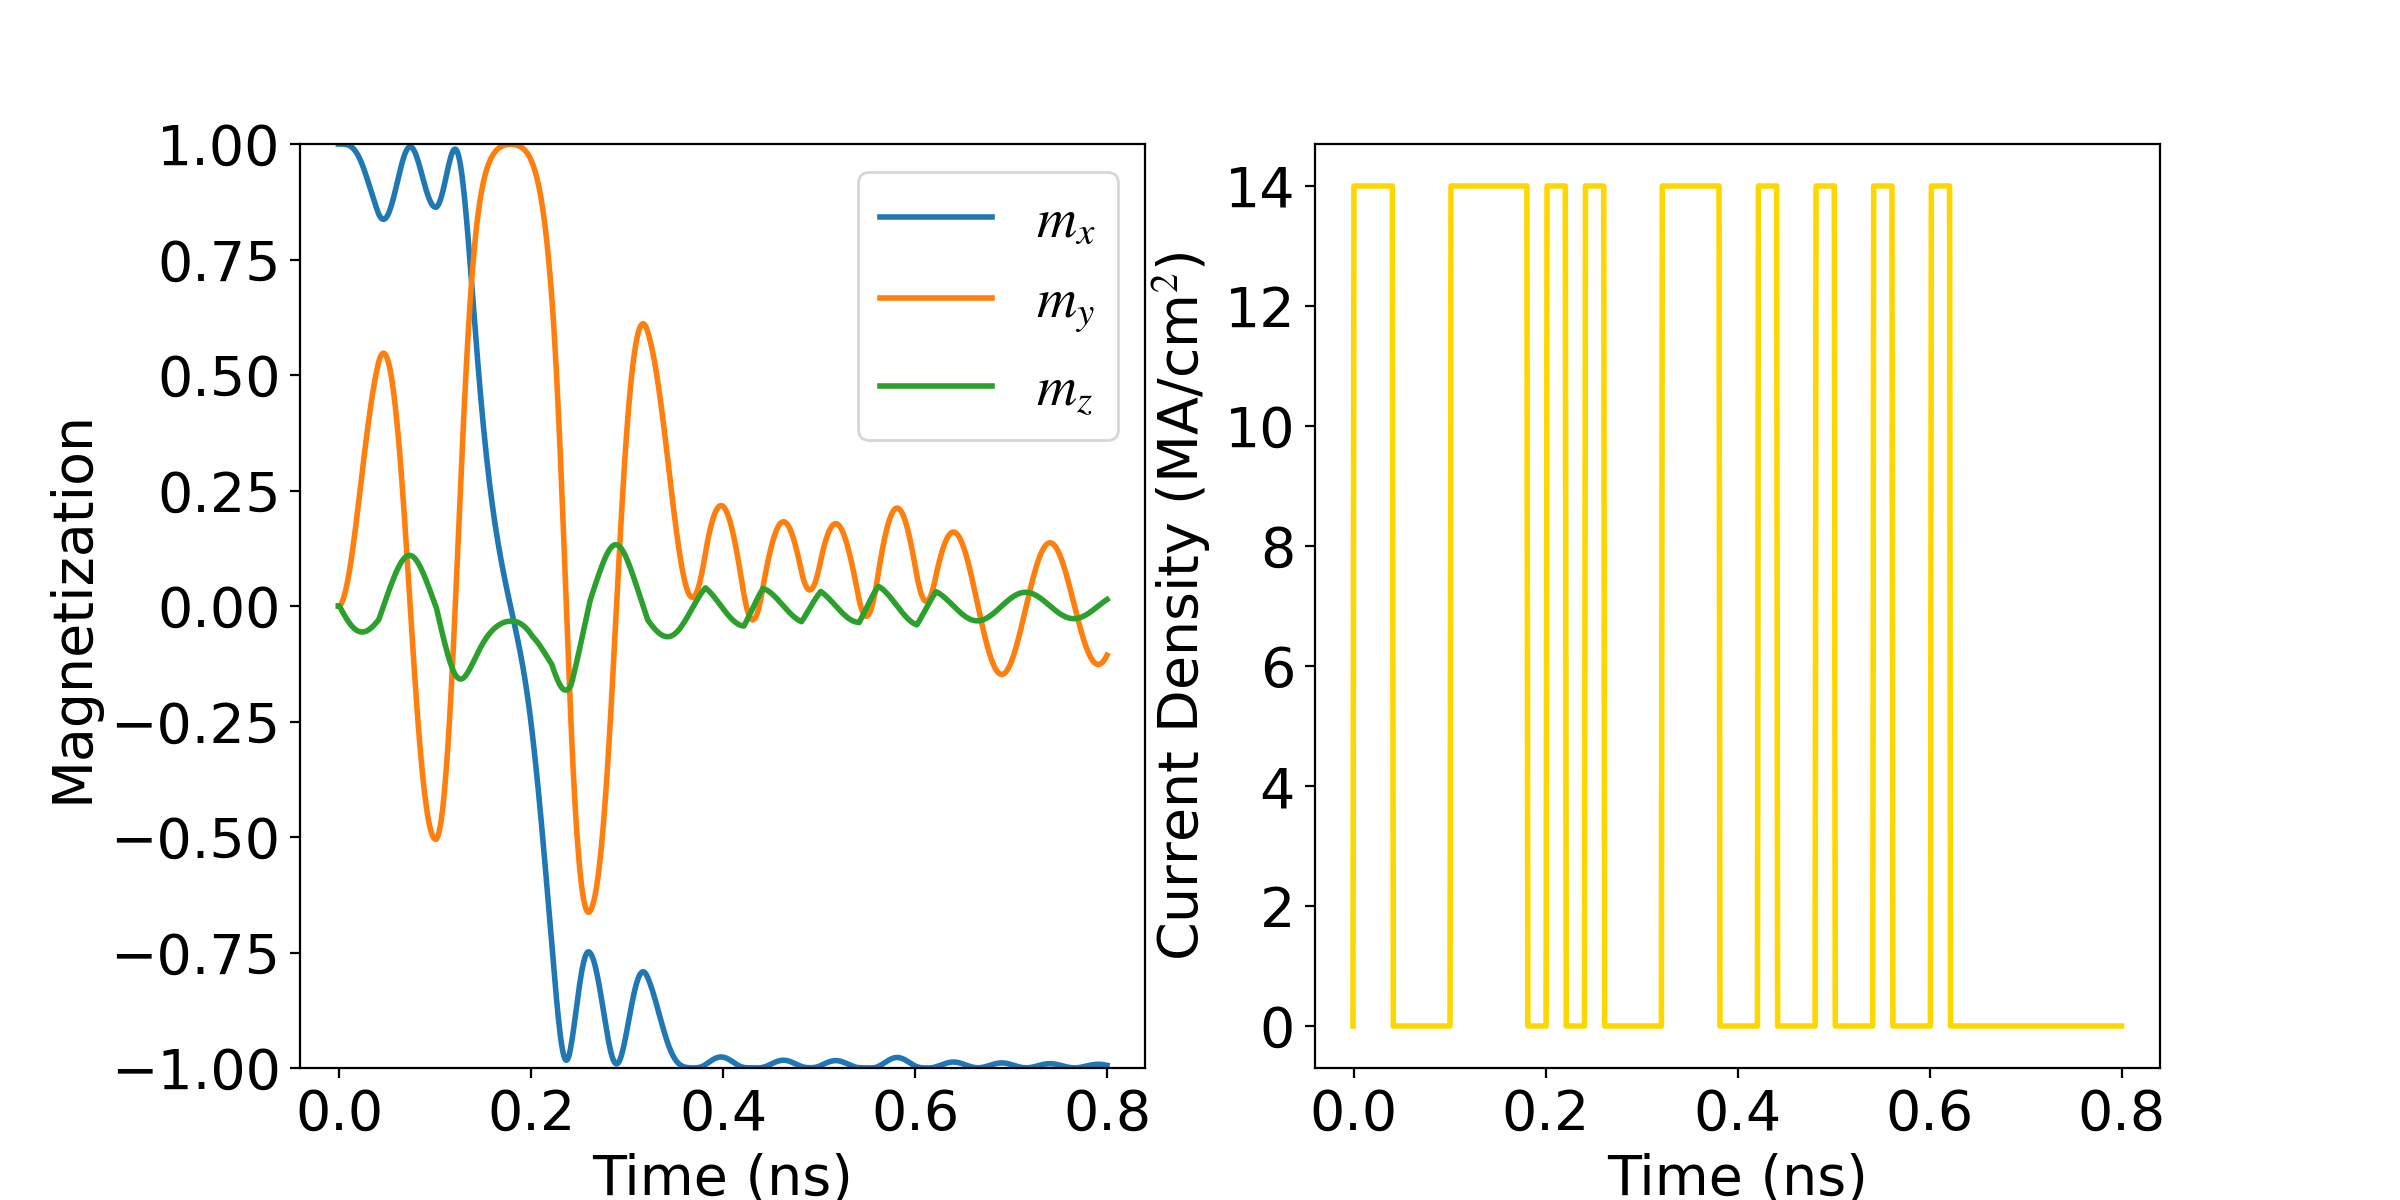 Magnetization
1.00
0.75
0.50
0.25
0.00
−0.25
−0.50
−0.75
−1.00
0.0 0.2 0.4 0.6 0.8
Time (ns)
m_x
m_y
m_z
Current Density (MA/cm²)
14
12
10
8
6
4
2
0
0.0 0.2 0.4 0.6 0.8
Time (ns)